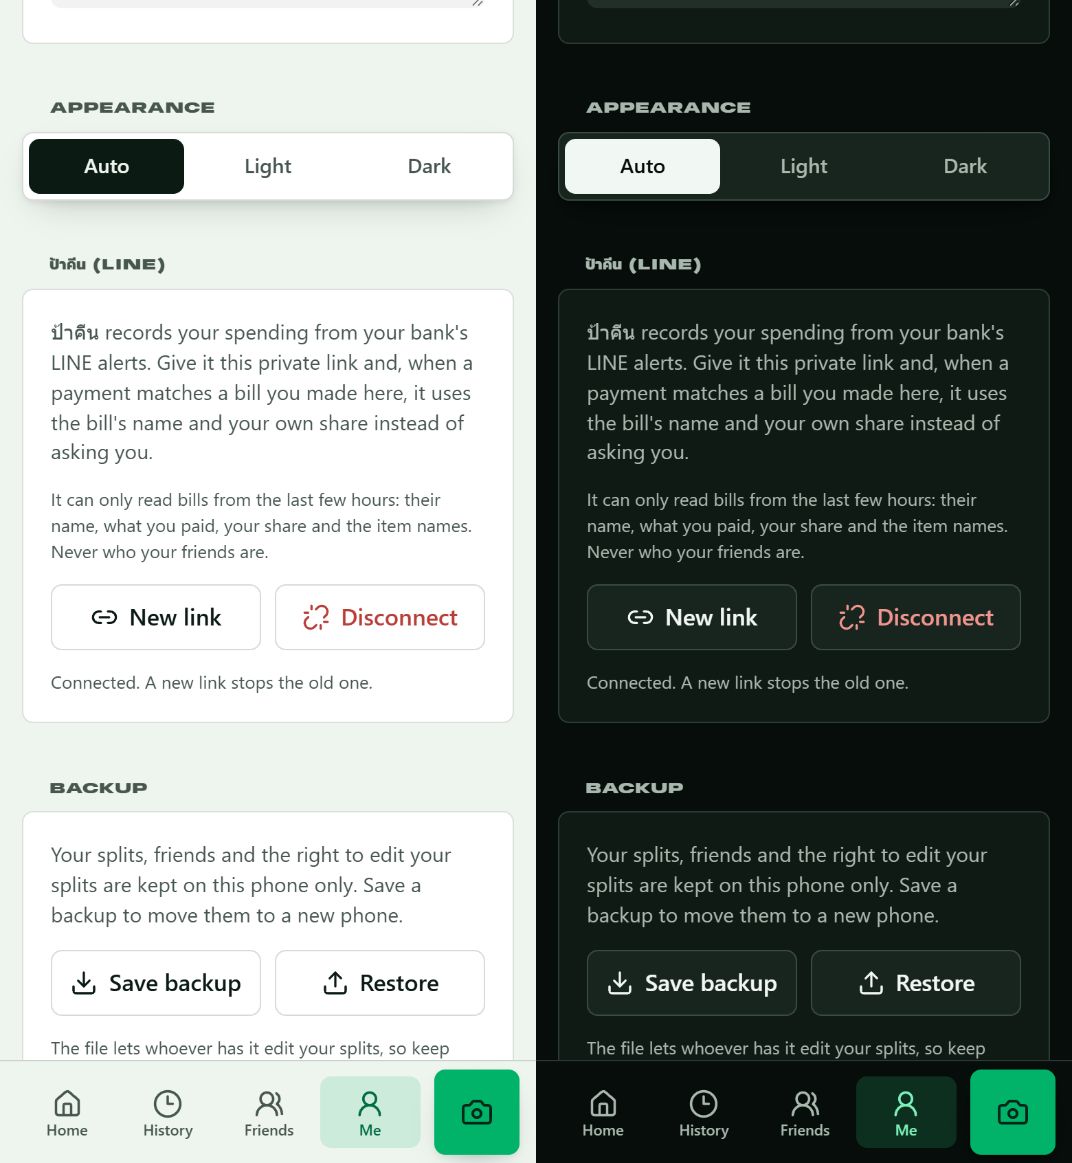 APPEARANCE
Auto Light Dark
ป้าคืน (LINE)
ป้าคืน records your spending from your bank's
LINE alerts. Give it this private link and, when a
payment matches a bill you made here, it uses
the bill's name and your own share instead of
asking you.
It can only read bills from the last few hours: their
name, what you paid, your share and the item names.
Never who your friends are.
New link Disconnect
Connected. A new link stops the old one.
BACKUP
Your splits, friends and the right to edit your
splits are kept on this phone only. Save a
backup to move them to a new phone.
Save backup Restore
The file lets whoever has it edit your splits, so keep
Home History Friends Me
APPEARANCE
Auto Light Dark
ป้าคืน (LINE)
ป้าคืน records your spending from your bank's
LINE alerts. Give it this private link and, when a
payment matches a bill you made here, it uses
the bill's name and your own share instead of
asking you.
It can only read bills from the last few hours: their
name, what you paid, your share and the item names.
Never who your friends are.
New link Disconnect
Connected. A new link stops the old one.
BACKUP
Your splits, friends and the right to edit your
splits are kept on this phone only. Save a
backup to move them to a new phone.
Save backup Restore
The file lets whoever has it edit your splits, so keep
Home History Friends Me